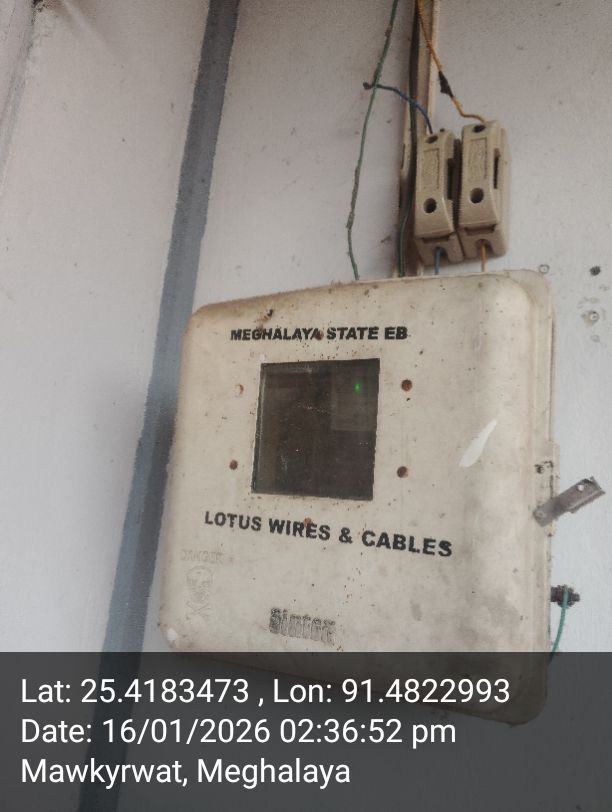 MEGHALAYA STATE EB
LOTUS WIRES & CABLES
DANGER
Sintex
Lat: 25.4183473 , Lon: 91.4822993
Date: 16/01/2026 02:36:52 pm
Mawkyrwat, Meghalaya